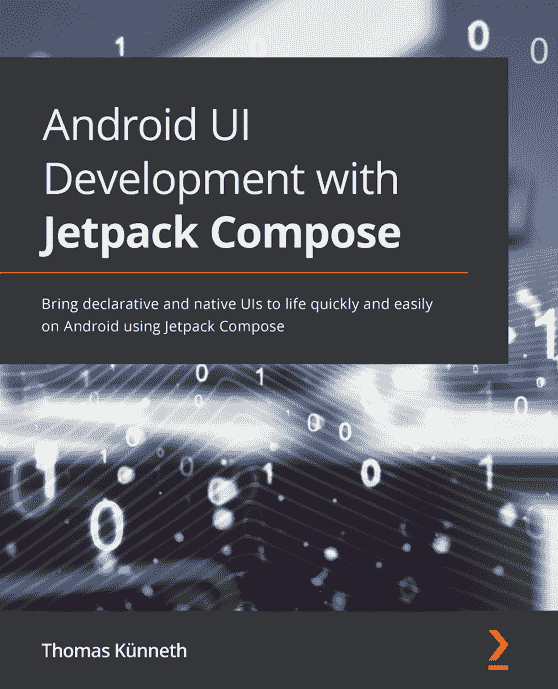 Android UI
Development with
Jetpack Compose
Bring declarative and native UIs to life quickly and easily
on Android using Jetpack Compose
Thomas Künneth